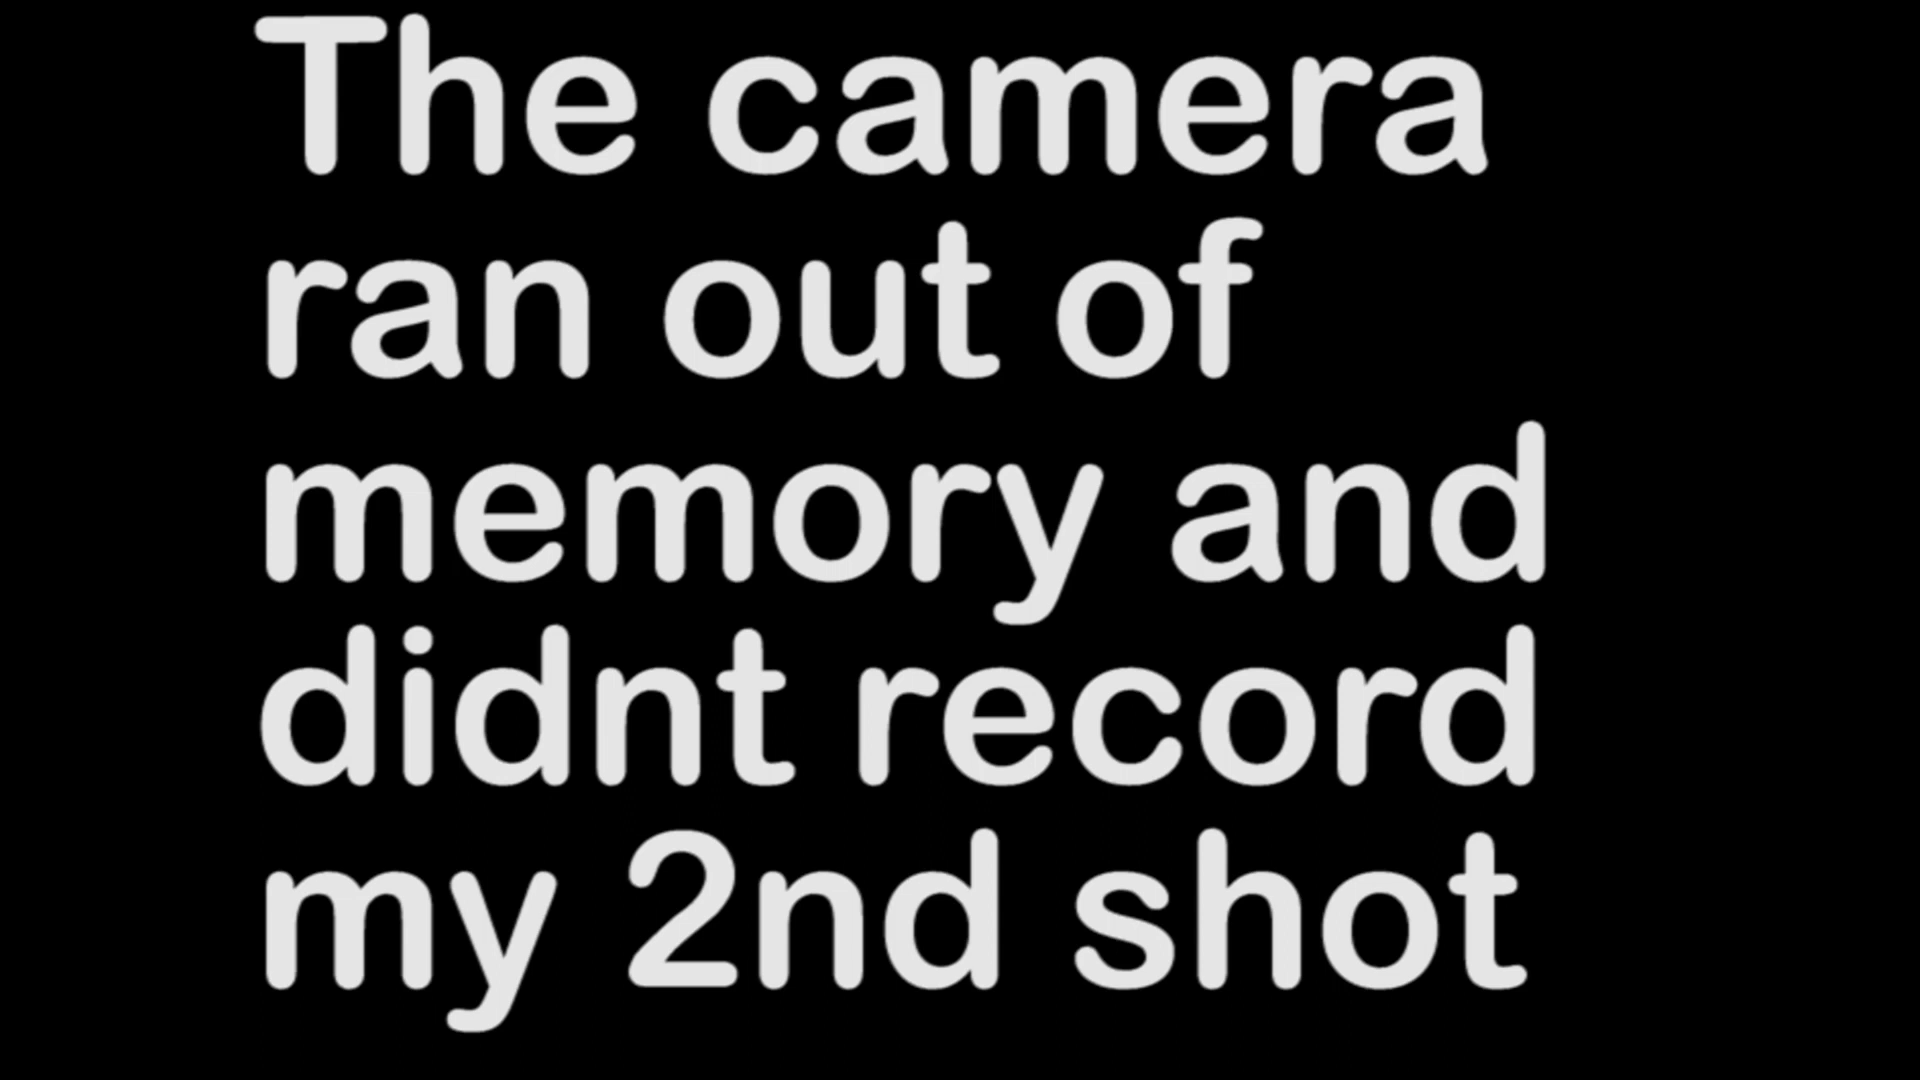 The camera
ran out of
memory and
didnt record
my 2nd shot